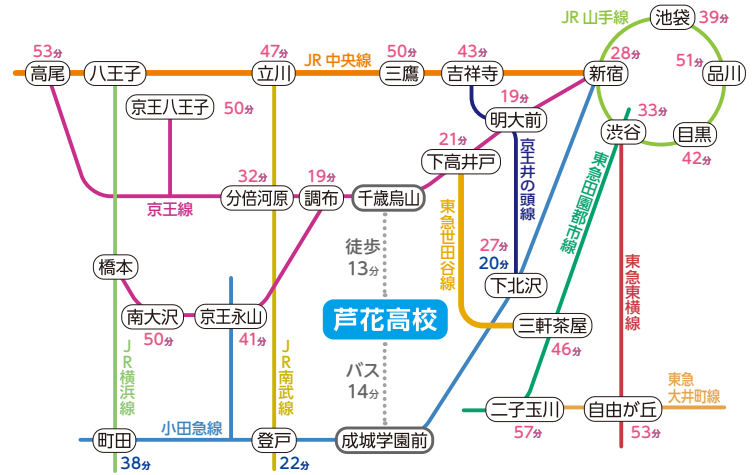 JR 山手線
池袋
39分
53分
高尾
八王子
47分
立川
JR 中央線
50分
三鷹
43分
吉祥寺
28分
新宿
51分
品川
京王八王子
50分
19分
明大前
33分
渋谷
目黒
42分
21分
下高井戸
32分
分倍河原
19分
調布
千歳烏山
京王線
京王井の頭線
東急田園都市線
東急世田谷線
徒歩
13分
27分
20分
下北沢
東急東横線
橋本
南大沢
50分
京王永山
41分
芦花高校
三軒茶屋
46分
JR横浜線
JR南武線
バス
14分
東急
大井町線
二子玉川
57分
自由が丘
53分
小田急線
町田
38分
登戸
22分
成城学園前